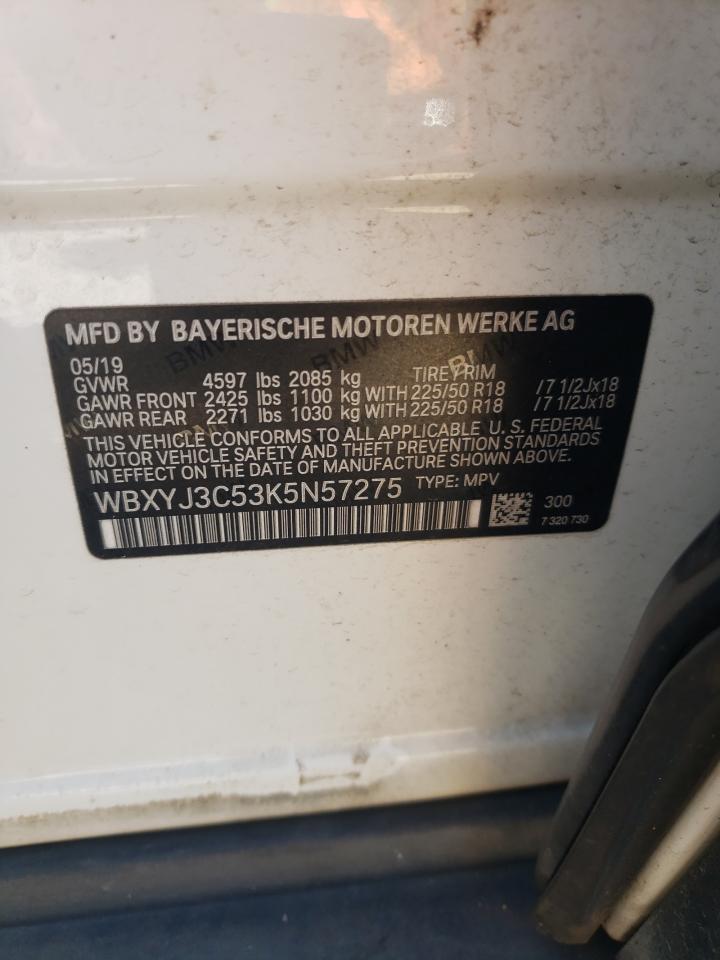 MFD BY BAYERISCHE MOTOREN WERKE AG
05/19 TIRE / RIM
GVWR 4597 lbs 2085 kg
GAWR FRONT 2425 lbs 1100 kg WITH 225/50 R18 /7 1/2Jx18
GAWR REAR 2271 lbs 1030 kg WITH 225/50 R18 /7 1/2Jx18
THIS VEHICLE CONFORMS TO ALL APPLICABLE U. S. FEDERAL
MOTOR VEHICLE SAFETY AND THEFT PREVENTION STANDARDS
IN EFFECT ON THE DATE OF MANUFACTURE SHOWN ABOVE.
WBXYJ3C53K5N57275 TYPE: MPV
300
7 320 730
BMW
BMW
BMW